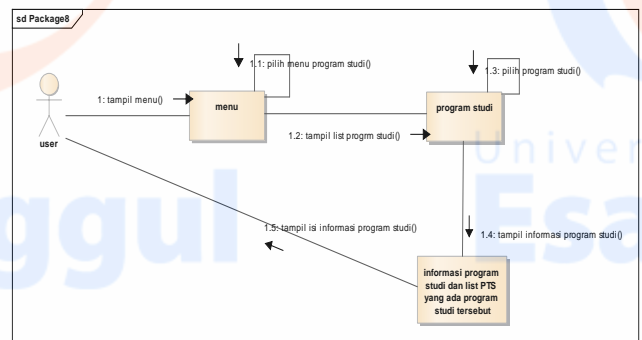 sd Package8
1.1: pilih menu program studi()
1.3: pilih program studi()
1: tampil menu()
menu
program studi
1.2: tampil list progrm studi()
user
Univer
Esa
ggul
1.5: tampil isi informasi program studi()
1.4: tampil informasi program studi()
informasi program
studi dan list PTS
yang ada program
studi tersebut